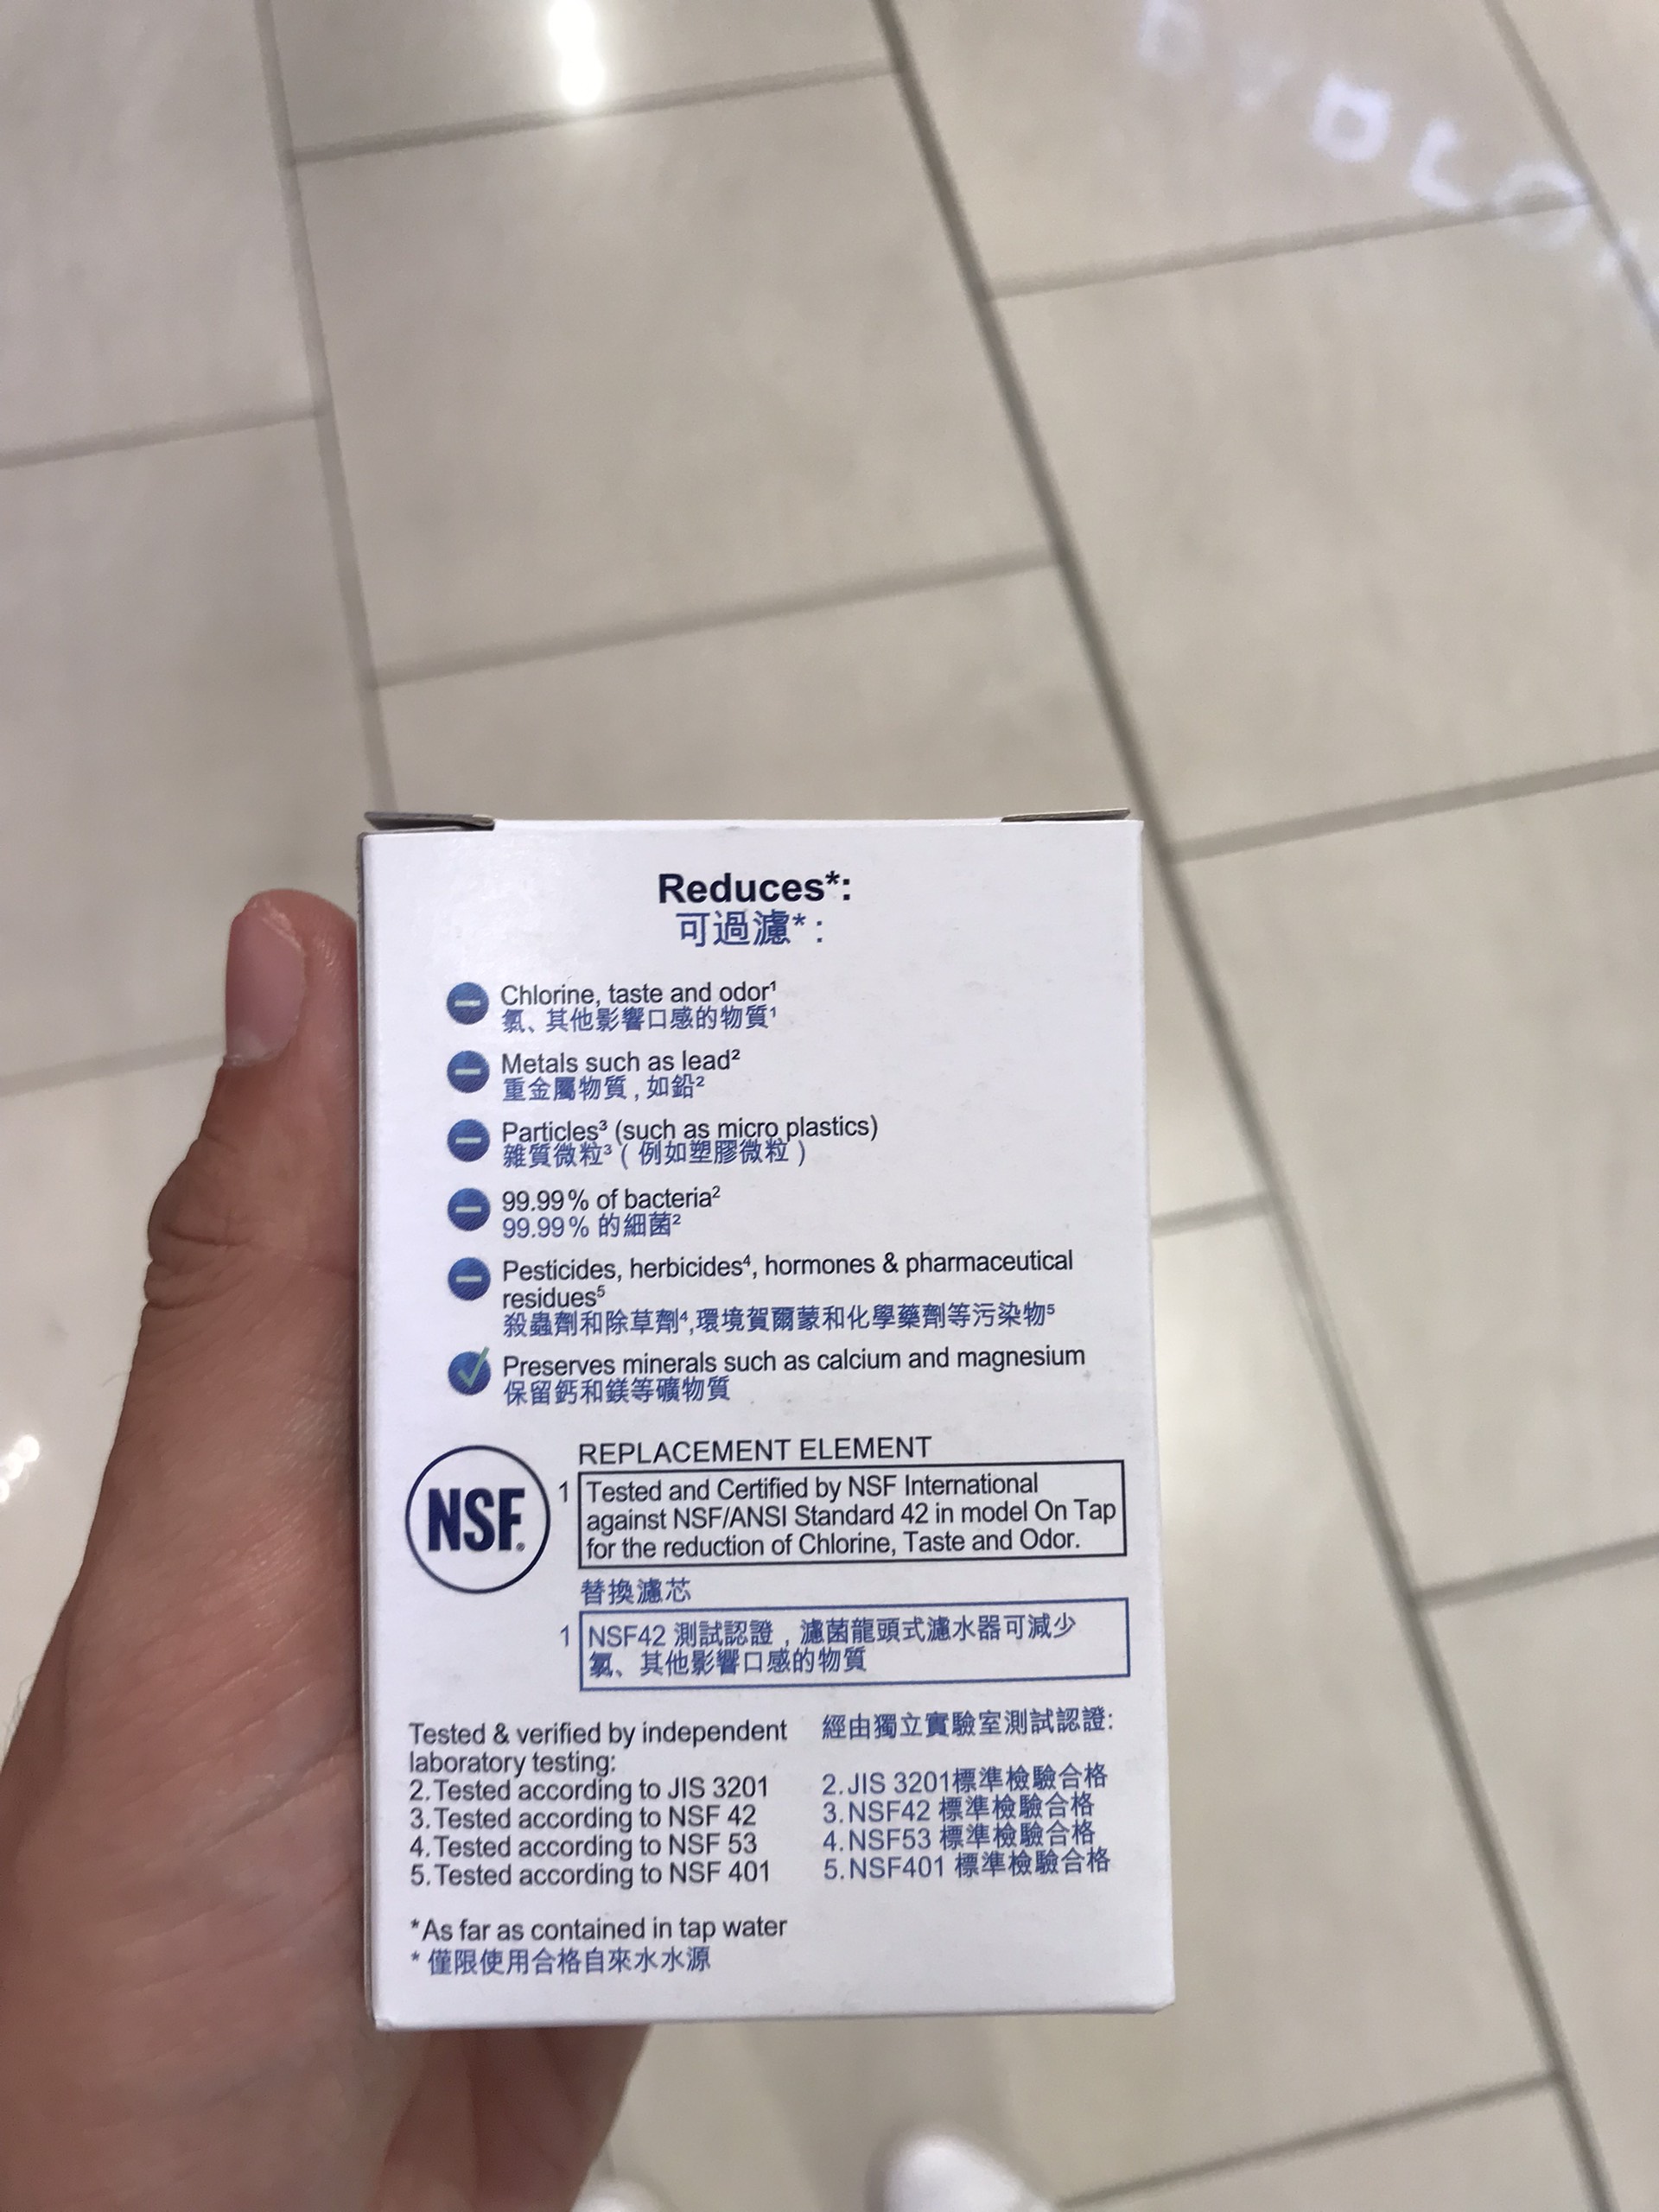 Reduces*:
可過濾*:
Chlorine, taste and odor¹
氯、其他影響口感的物質¹
Metals such as lead²
重金屬物質,如鉛²
Particles³ (such as micro plastics)
雜質微粒³(例如塑膠微粒)
99.99% of bacteria²
99.99% 的細菌²
Pesticides, herbicides⁴, hormones & pharmaceutical
residues⁵
殺蟲劑和除草劑⁴,環境賀爾蒙和化學藥劑等污染物⁵
Preserves minerals such as calcium and magnesium
保留鈣和鎂等礦物質
NSF®
REPLACEMENT ELEMENT
1 Tested and Certified by NSF International
against NSF/ANSI Standard 42 in model On Tap
for the reduction of Chlorine, Taste and Odor.
替換濾芯
1 NSF42 測試認證,濾菌龍頭式濾水器可減少
氯、其他影響口感的物質
Tested & verified by independent
laboratory testing:
2.Tested according to JIS 3201
3.Tested according to NSF 42
4.Tested according to NSF 53
5.Tested according to NSF 401
經由獨立實驗室測試認證:
2.JIS 3201標準檢驗合格
3.NSF42 標準檢驗合格
4.NSF53 標準檢驗合格
5.NSF401 標準檢驗合格
*As far as contained in tap water
* 僅限使用合格自來水水源